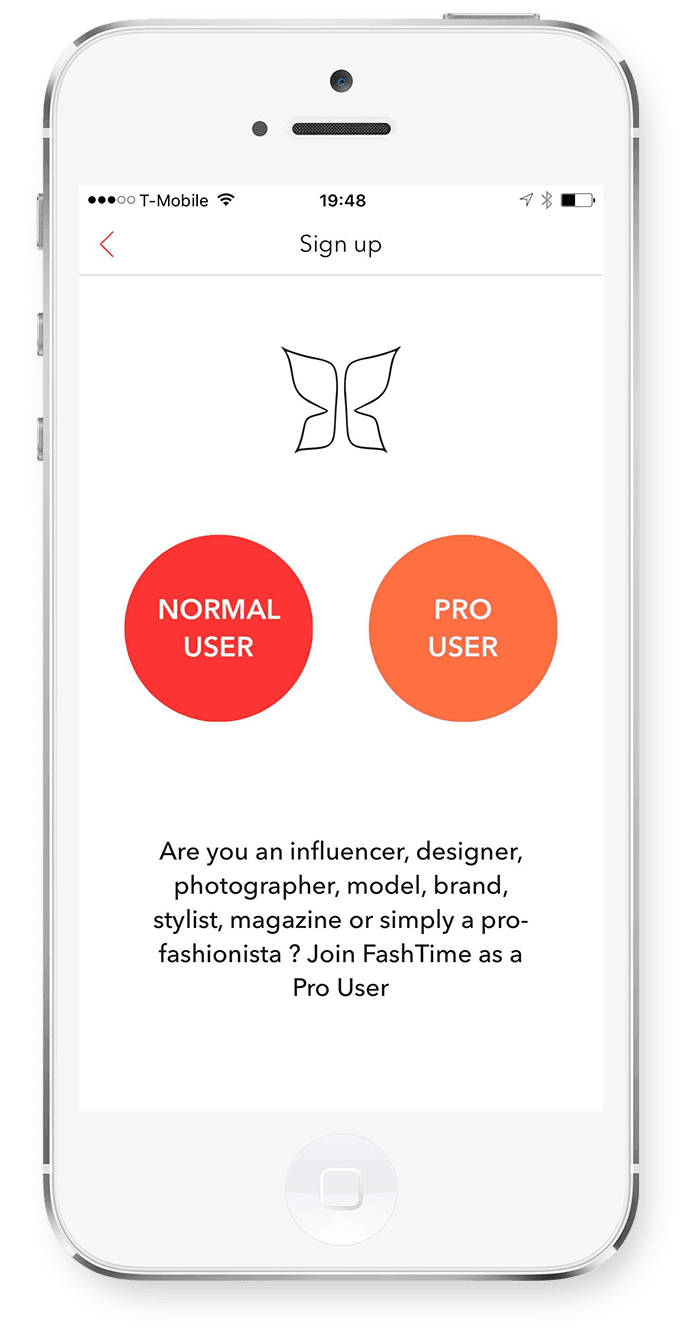 T-Mobile 19:48
Sign up
NORMAL
USER
PRO
USER
Are you an influencer, designer,
photographer, model, brand,
stylist, magazine or simply a pro-
fashionista ? Join FashTime as a
Pro User